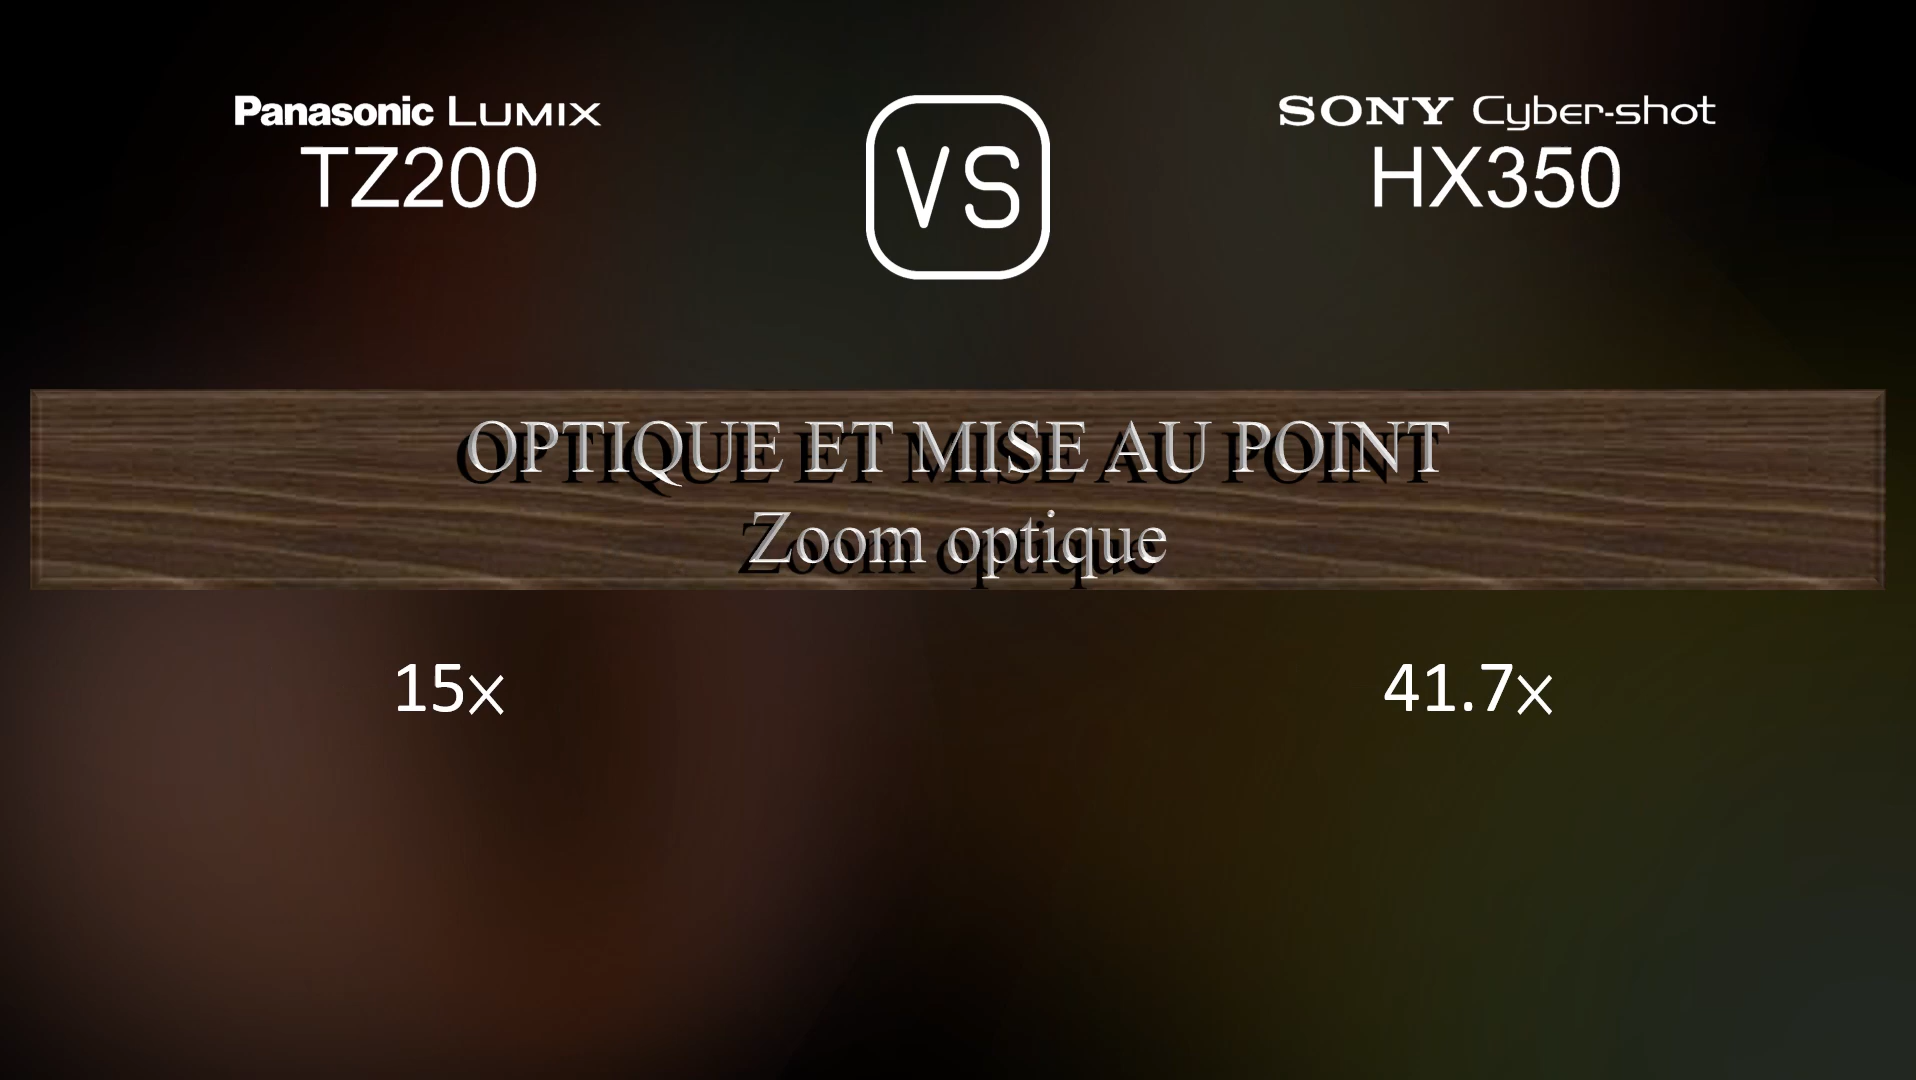 Panasonic LUMIX
TZ200
VS
SONY Cyber-shot
HX350
OPTIQUE ET MISE AU POINT
Zoom optique
15x
41.7x